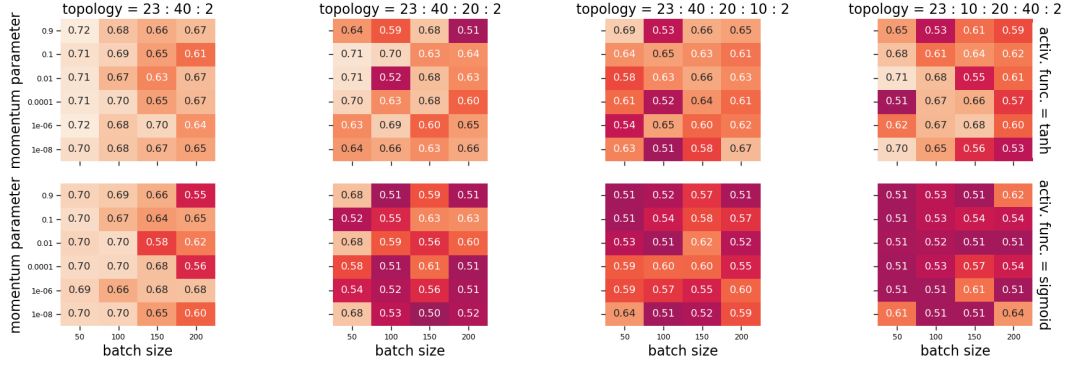 topology = 23 : 40 : 2
topology = 23 : 40 : 20 : 2
topology = 23 : 40 : 20 : 10 : 2
topology = 23 : 10 : 20 : 40 : 2
momentum parameter
activ. func. = tanh
0.9 0.72 0.68 0.66 0.67 0.64 0.59 0.68 0.51 0.69 0.53 0.66 0.65 0.65 0.53 0.61 0.59
0.1 0.71 0.69 0.65 0.61 0.71 0.70 0.63 0.64 0.64 0.65 0.63 0.61 0.68 0.61 0.64 0.62
0.01 0.71 0.67 0.63 0.67 0.71 0.52 0.68 0.63 0.58 0.63 0.66 0.63 0.71 0.68 0.55 0.61
0.0001 0.71 0.70 0.65 0.67 0.70 0.63 0.68 0.60 0.61 0.52 0.64 0.61 0.51 0.67 0.66 0.57
1e-06 0.72 0.68 0.70 0.64 0.63 0.69 0.60 0.65 0.54 0.65 0.60 0.62 0.62 0.67 0.68 0.60
1e-08 0.70 0.68 0.67 0.65 0.64 0.66 0.63 0.66 0.63 0.51 0.58 0.67 0.70 0.65 0.56 0.53
momentum parameter
activ. func. = sigmoid
0.9 0.70 0.69 0.66 0.55 0.68 0.51 0.59 0.51 0.51 0.52 0.57 0.51 0.51 0.53 0.51 0.62
0.1 0.70 0.67 0.64 0.65 0.52 0.55 0.63 0.63 0.51 0.54 0.58 0.57 0.51 0.53 0.54 0.54
0.01 0.70 0.70 0.58 0.62 0.68 0.59 0.56 0.60 0.53 0.51 0.62 0.52 0.51 0.52 0.51 0.51
0.0001 0.70 0.70 0.68 0.56 0.58 0.51 0.61 0.51 0.59 0.60 0.60 0.55 0.51 0.53 0.57 0.54
1e-06 0.69 0.66 0.68 0.68 0.54 0.52 0.56 0.51 0.59 0.57 0.55 0.60 0.51 0.51 0.61 0.51
1e-08 0.70 0.70 0.65 0.60 0.68 0.53 0.50 0.52 0.64 0.51 0.52 0.59 0.61 0.51 0.51 0.64
50 100 150 200 50 100 150 200 50 100 150 200 50 100 150 200
batch size
batch size
batch size
batch size